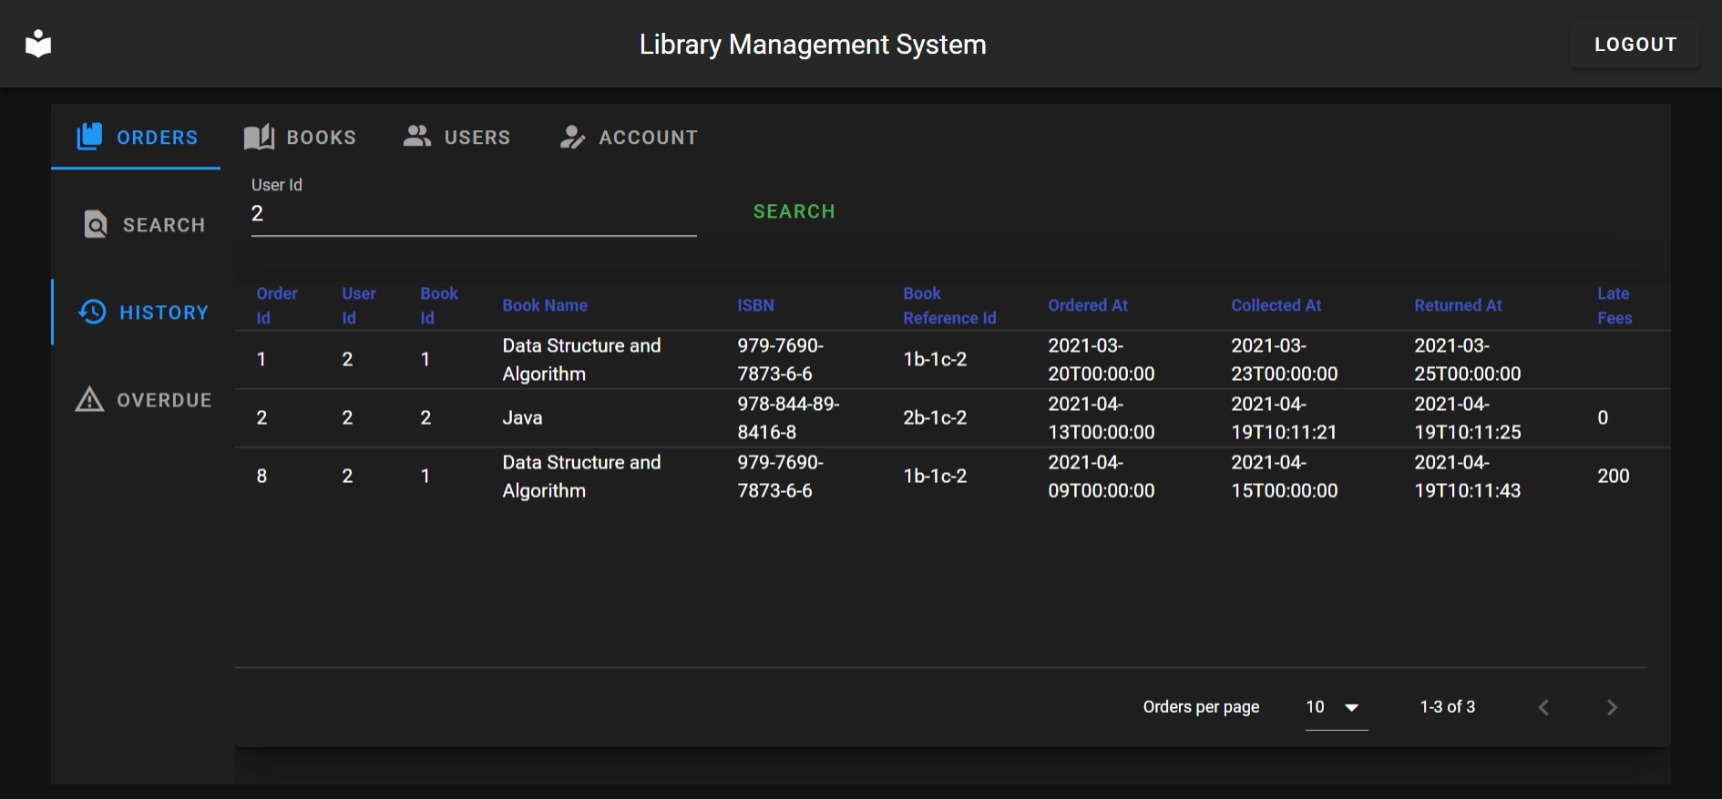 Library Management System
LOGOUT
ORDERS
BOOKS
USERS
ACCOUNT
User Id
2
SEARCH
SEARCH
HISTORY
OVERDUE
Order
Id
User
Id
Book
Id
Book Name
ISBN
Book
Reference Id
Ordered At
Collected At
Returned At
Late
Fees
1
2
1
Data Structure and
Algorithm
979-7690-
7873-6-6
1b-1c-2
2021-03-
20T00:00:00
2021-03-
23T00:00:00
2021-03-
25T00:00:00
2
2
2
Java
978-844-89-
8416-8
2b-1c-2
2021-04-
13T00:00:00
2021-04-
19T10:11:21
2021-04-
19T10:11:25
0
8
2
1
Data Structure and
Algorithm
979-7690-
7873-6-6
1b-1c-2
2021-04-
09T00:00:00
2021-04-
15T00:00:00
2021-04-
19T10:11:43
200
Orders per page
10
1-3 of 3